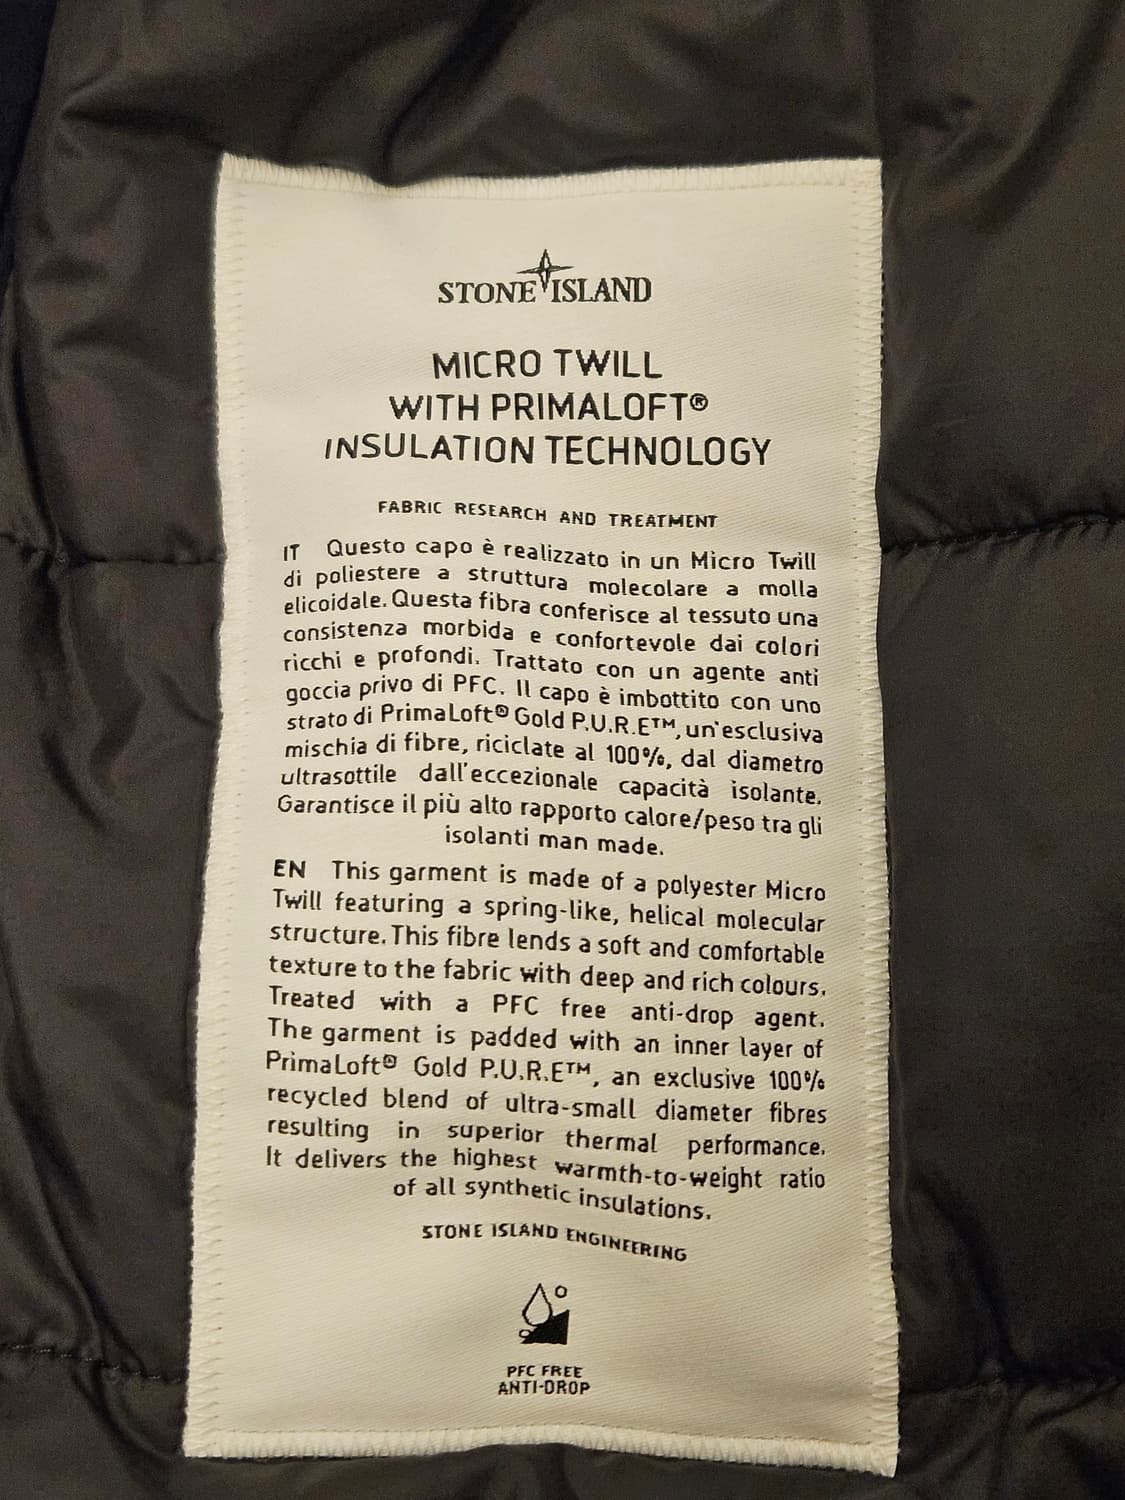 STONE ISLAND
MICRO TWILL
WITH PRIMALOFT®
INSULATION TECHNOLOGY
FABRIC RESEARCH AND TREATMENT
IT Questo capo è realizzato in un Micro Twill
di poliestere a struttura molecolare a molla
elicoidale. Questa fibra conferisce al tessuto una
consistenza morbida e confortevole dai colori
ricchi e profondi. Trattato con un agente anti
goccia privo di PFC. Il capo è imbottito con uno
strato di PrimaLoft® Gold P.U.R.E™, un'esclusiva
mischia di fibre, riciclate al 100%, dal diametro
ultrasottile dall'eccezionale capacità isolante.
Garantisce il più alto rapporto calore/peso tra gli
isolanti man made.
EN This garment is made of a polyester Micro
Twill featuring a spring-like, helical molecular
structure. This fibre lends a soft and comfortable
texture to the fabric with deep and rich colours.
Treated with a PFC free anti-drop agent.
The garment is padded with an inner layer of
PrimaLoft® Gold P.U.R.E™, an exclusive 100%
recycled blend of ultra-small diameter fibres
resulting in superior thermal performance.
It delivers the highest warmth-to-weight ratio
of all synthetic insulations.
STONE ISLAND ENGINEERING
PFC FREE
ANTI-DROP